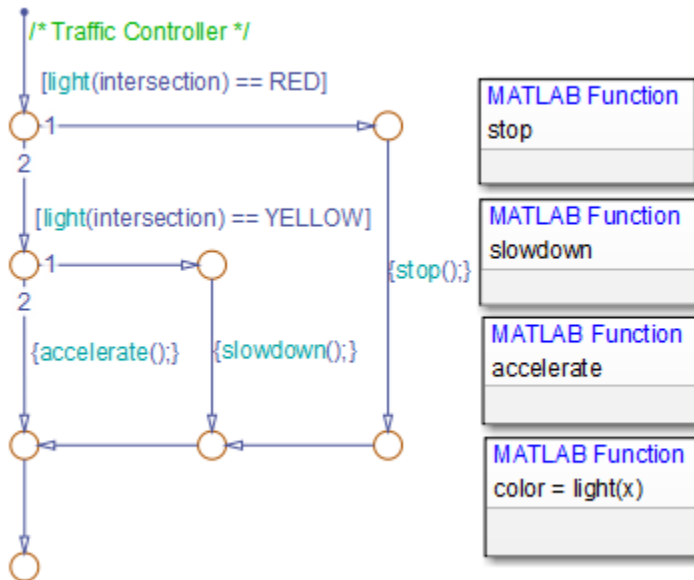 /* Traffic Controller */
[light(intersection) == RED]
1
2
[light(intersection) == YELLOW]
1
2
{stop();}
{accelerate();}
{slowdown();}
MATLAB Function
stop
MATLAB Function
slowdown
MATLAB Function
accelerate
MATLAB Function
color = light(x)